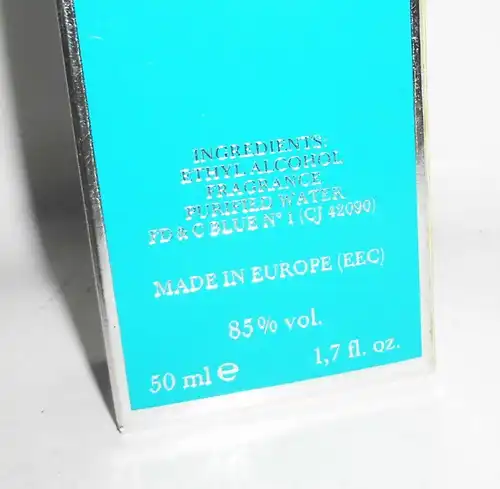 INGREDIENTS:
ETHYL ALCOHOL
FRAGRANCE
PURIFIED WATER
FD & C BLUE N° 1 (CJ 42090)
MADE IN EUROPE (EEC)
85% vol.
50 ml ℮ 1,7 fl. oz.